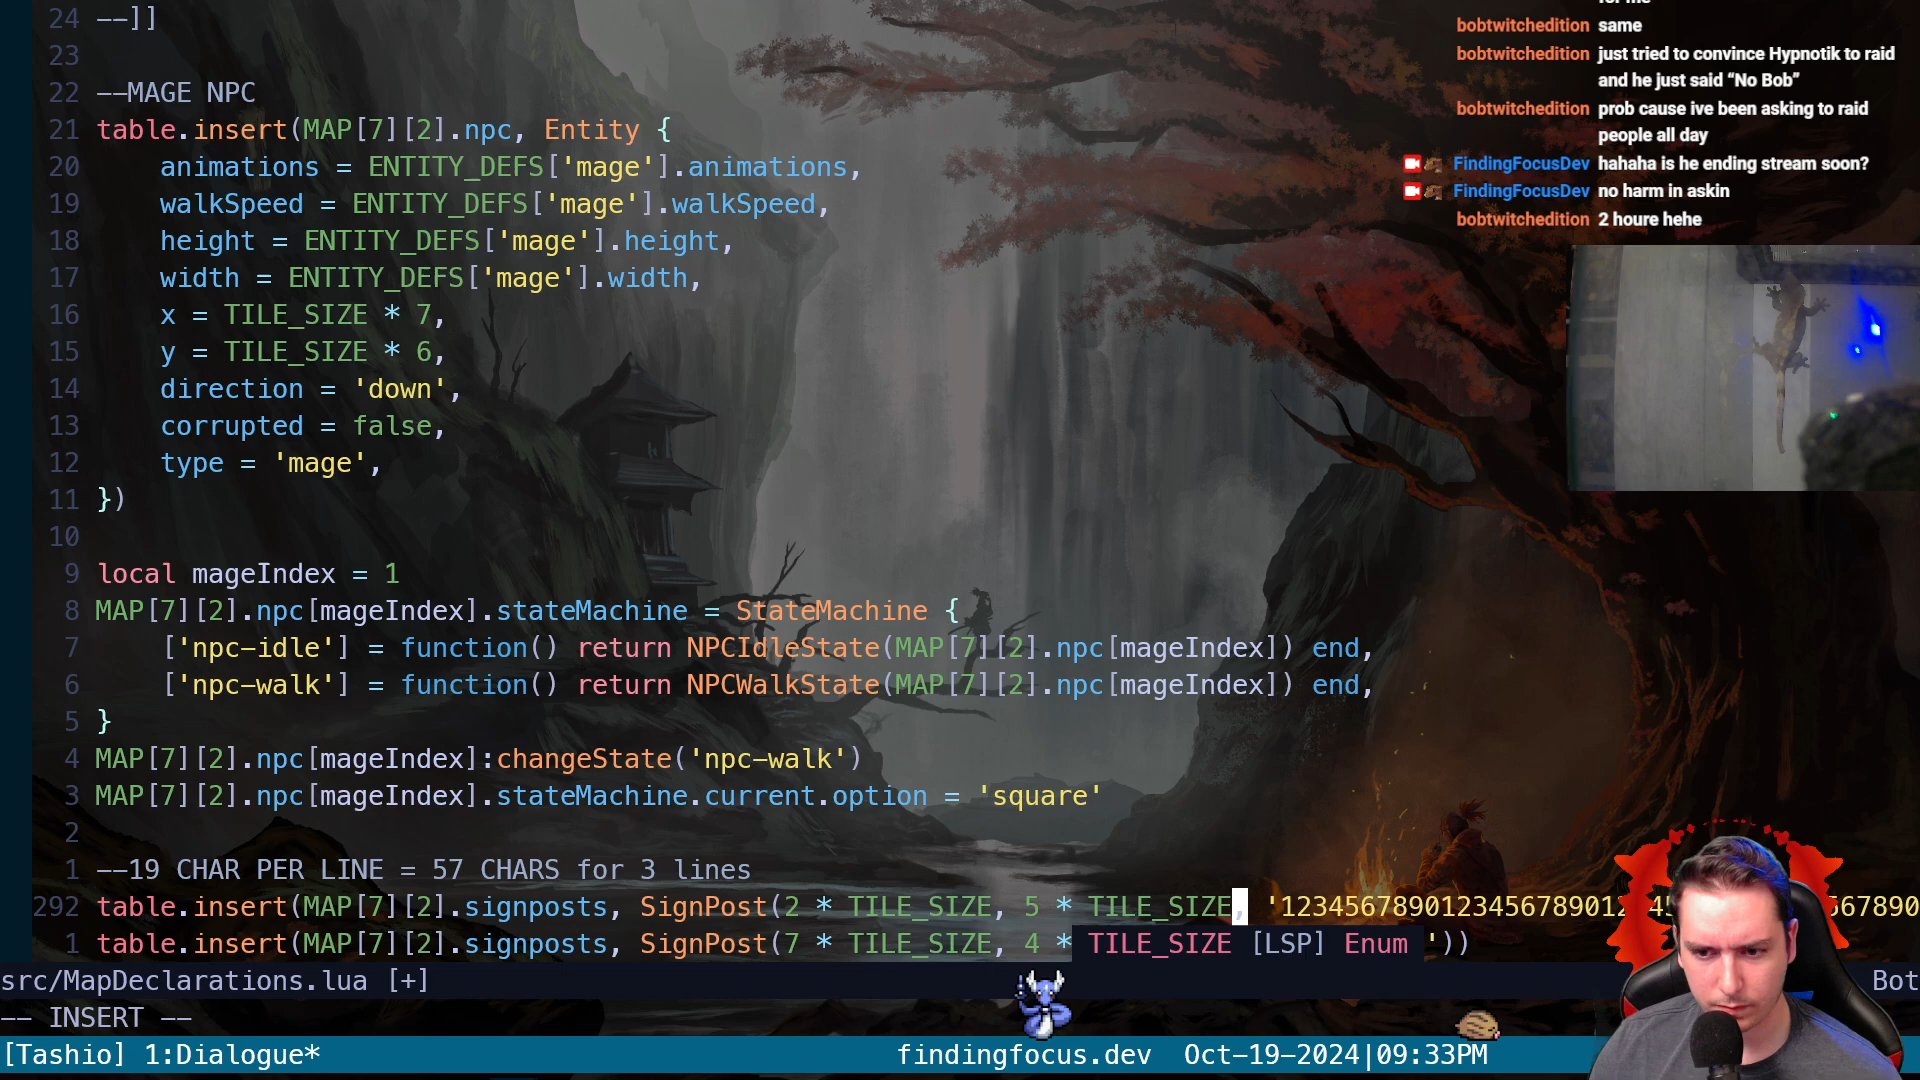 24 --]]
23
22 --MAGE NPC
21 table.insert(MAP[7][2].npc, Entity {
20     animations = ENTITY_DEFS['mage'].animations,
19     walkSpeed = ENTITY_DEFS['mage'].walkSpeed,
18     height = ENTITY_DEFS['mage'].height,
17     width = ENTITY_DEFS['mage'].width,
16     x = TILE_SIZE * 7,
15     y = TILE_SIZE * 6,
14     direction = 'down',
13     corrupted = false,
12     type = 'mage',
11 })
10
9 local mageIndex = 1
8 MAP[7][2].npc[mageIndex].stateMachine = StateMachine {
7     ['npc-idle'] = function() return NPCIdleState(MAP[7][2].npc[mageIndex]) end,
6     ['npc-walk'] = function() return NPCWalkState(MAP[7][2].npc[mageIndex]) end,
5 }
4 MAP[7][2].npc[mageIndex]:changeState('npc-walk')
3 MAP[7][2].npc[mageIndex].stateMachine.current.option = 'square'
2
1 --19 CHAR PER LINE = 57 CHARS for 3 lines
292 table.insert(MAP[7][2].signposts, SignPost(2 * TILE_SIZE, 5 * TILE_SIZE, '1234567890123456789012
1 table.insert(MAP[7][2].signposts, SignPost(7 * TILE_SIZE, 4 * TILE_SIZE [LSP] Enum '))
src/MapDeclarations.lua [+]
Bot
-- INSERT --
[Tashio] 1:Dialogue*
findingfocus.dev Oct-19-2024|09:33PM
bobtwitchedition same
bobtwitchedition just tried to convince Hypnotik to raid
and he just said “No Bob”
bobtwitchedition prob cause ive been asking to raid
people all day
FindingFocusDev hahaha is he ending stream soon?
FindingFocusDev no harm in askin
bobtwitchedition 2 houre hehe